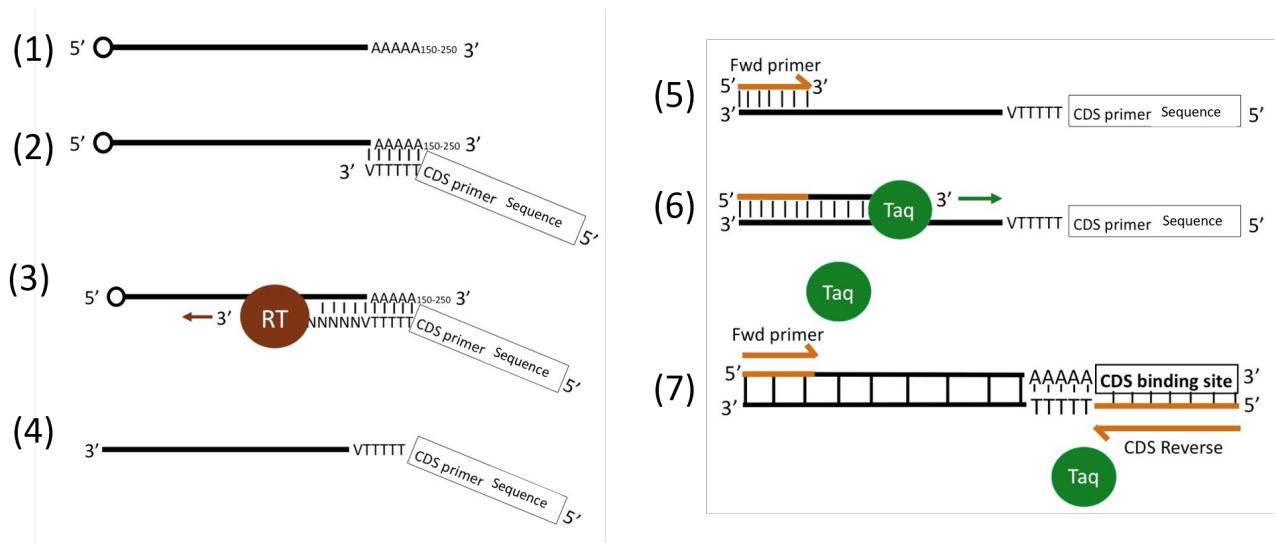 (1) 5’ AAAAA150-250 3’
(2) 5’ AAAAA150-250 3’
3’ VTTTTT CDS primer Sequence 5’
(3) 5’ AAAAA150-250 3’
3’ RT NNNNNVTTTTT CDS primer Sequence 5’
(4) 3’ VTTTTT CDS primer Sequence 5’
Fwd primer
(5) 5’ 3’
3’ VTTTTT CDS primer Sequence 5’
(6) 5’ Taq 3’
3’ VTTTTT CDS primer Sequence 5’
Taq
Fwd primer
(7) 5’ AAAAA CDS binding site 3’
3’ TTTTT 5’
CDS Reverse
Taq